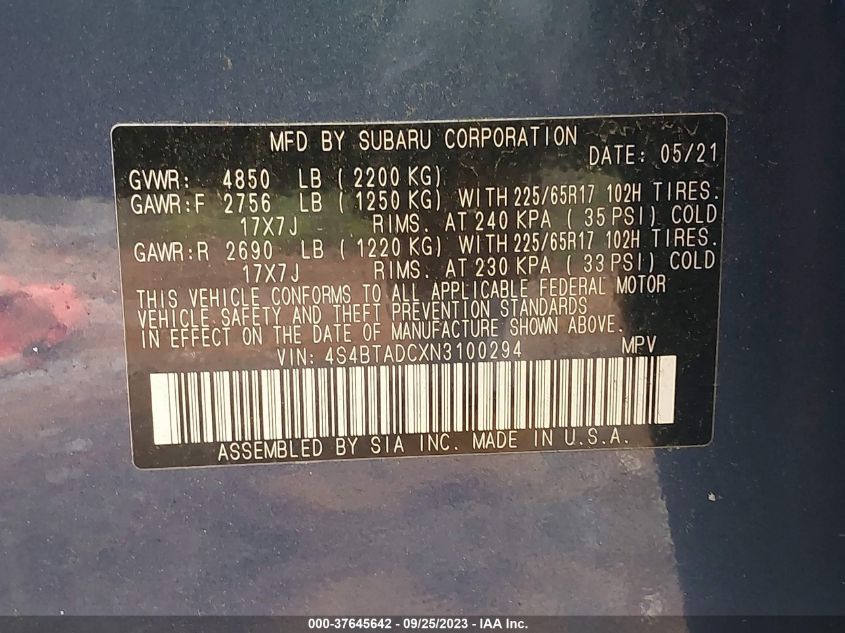 MFD BY SUBARU CORPORATION
DATE: 05/21
GVWR: 4850 LB ( 2200 KG)
GAWR:F 2756 LB ( 1250 KG) WITH 225/65R17 102H TIRES.
17X7J RIMS. AT 240 KPA ( 35 PSI) COLD
GAWR:R 2690 LB ( 1220 KG) WITH 225/65R17 102H TIRES.
17X7J RIMS. AT 230 KPA ( 33 PSI) COLD
THIS VEHICLE CONFORMS TO ALL APPLICABLE FEDERAL MOTOR
VEHICLE SAFETY AND THEFT PREVENTION STANDARDS
IN EFFECT ON THE DATE OF MANUFACTURE SHOWN ABOVE.
VIN: 4S4BTADCXN3100294 MPV
ASSEMBLED BY SIA INC. MADE IN U.S.A.
000-37645642 / 09/25/2023 - IAA Inc.